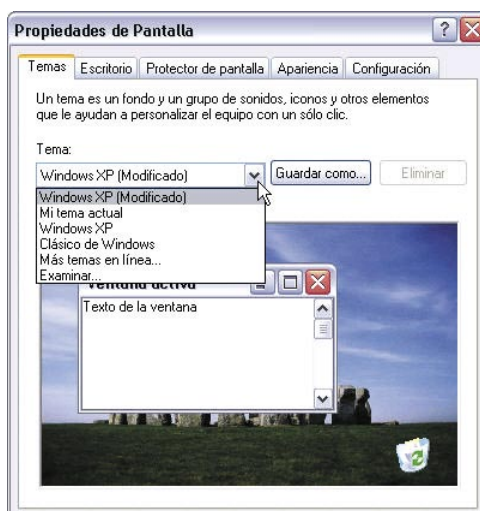 Propiedades de Pantalla
Temas Escritorio Protector de pantalla Apariencia Configuración
Un tema es un fondo y un grupo de sonidos, iconos y otros elementos
que le ayudan a personalizar el equipo con un sólo clic.
Tema:
Windows XP (Modificado) Guardar como... Eliminar
Windows XP (Modificado)
Mi tema actual
Windows XP
Clásico de Windows
Más temas en línea...
Examinar...
Ventana activa
Texto de la ventana